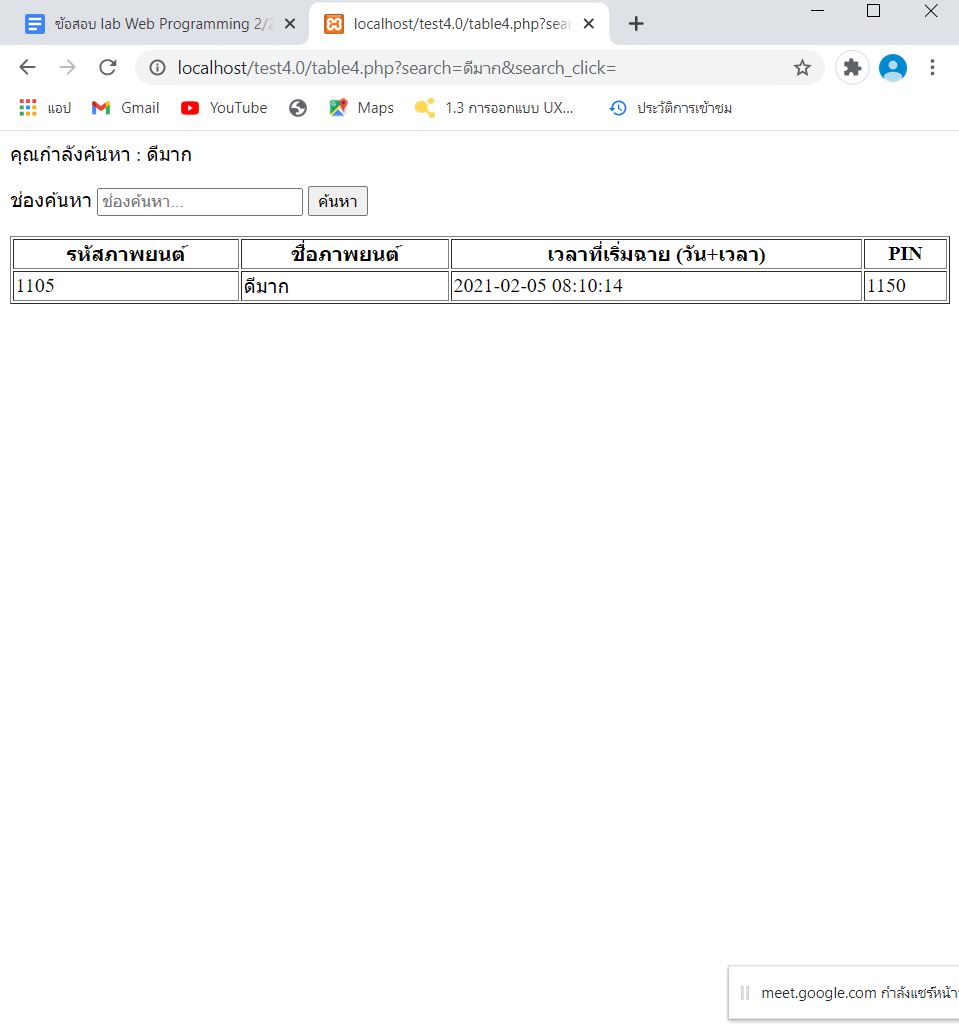 ข้อสอบ lab Web Programming 2/2
localhost/test4.0/table4.php?sear
localhost/test4.0/table4.php?search=ดีมาก&search_click=
แอป Gmail YouTube Maps 1.3 การออกแบบ UX... ประวัติการเข้าชม
คุณกำลังค้นหา : ดีมาก
ช่องค้นหา ช่องค้นหา... ค้นหา
รหัสภาพยนต์ ชื่อภาพยนต์ เวลาที่เริ่มฉาย (วัน+เวลา) PIN
1105 ดีมาก 2021-02-05 08:10:14 1150
meet.google.com กำลังแชร์หน้า